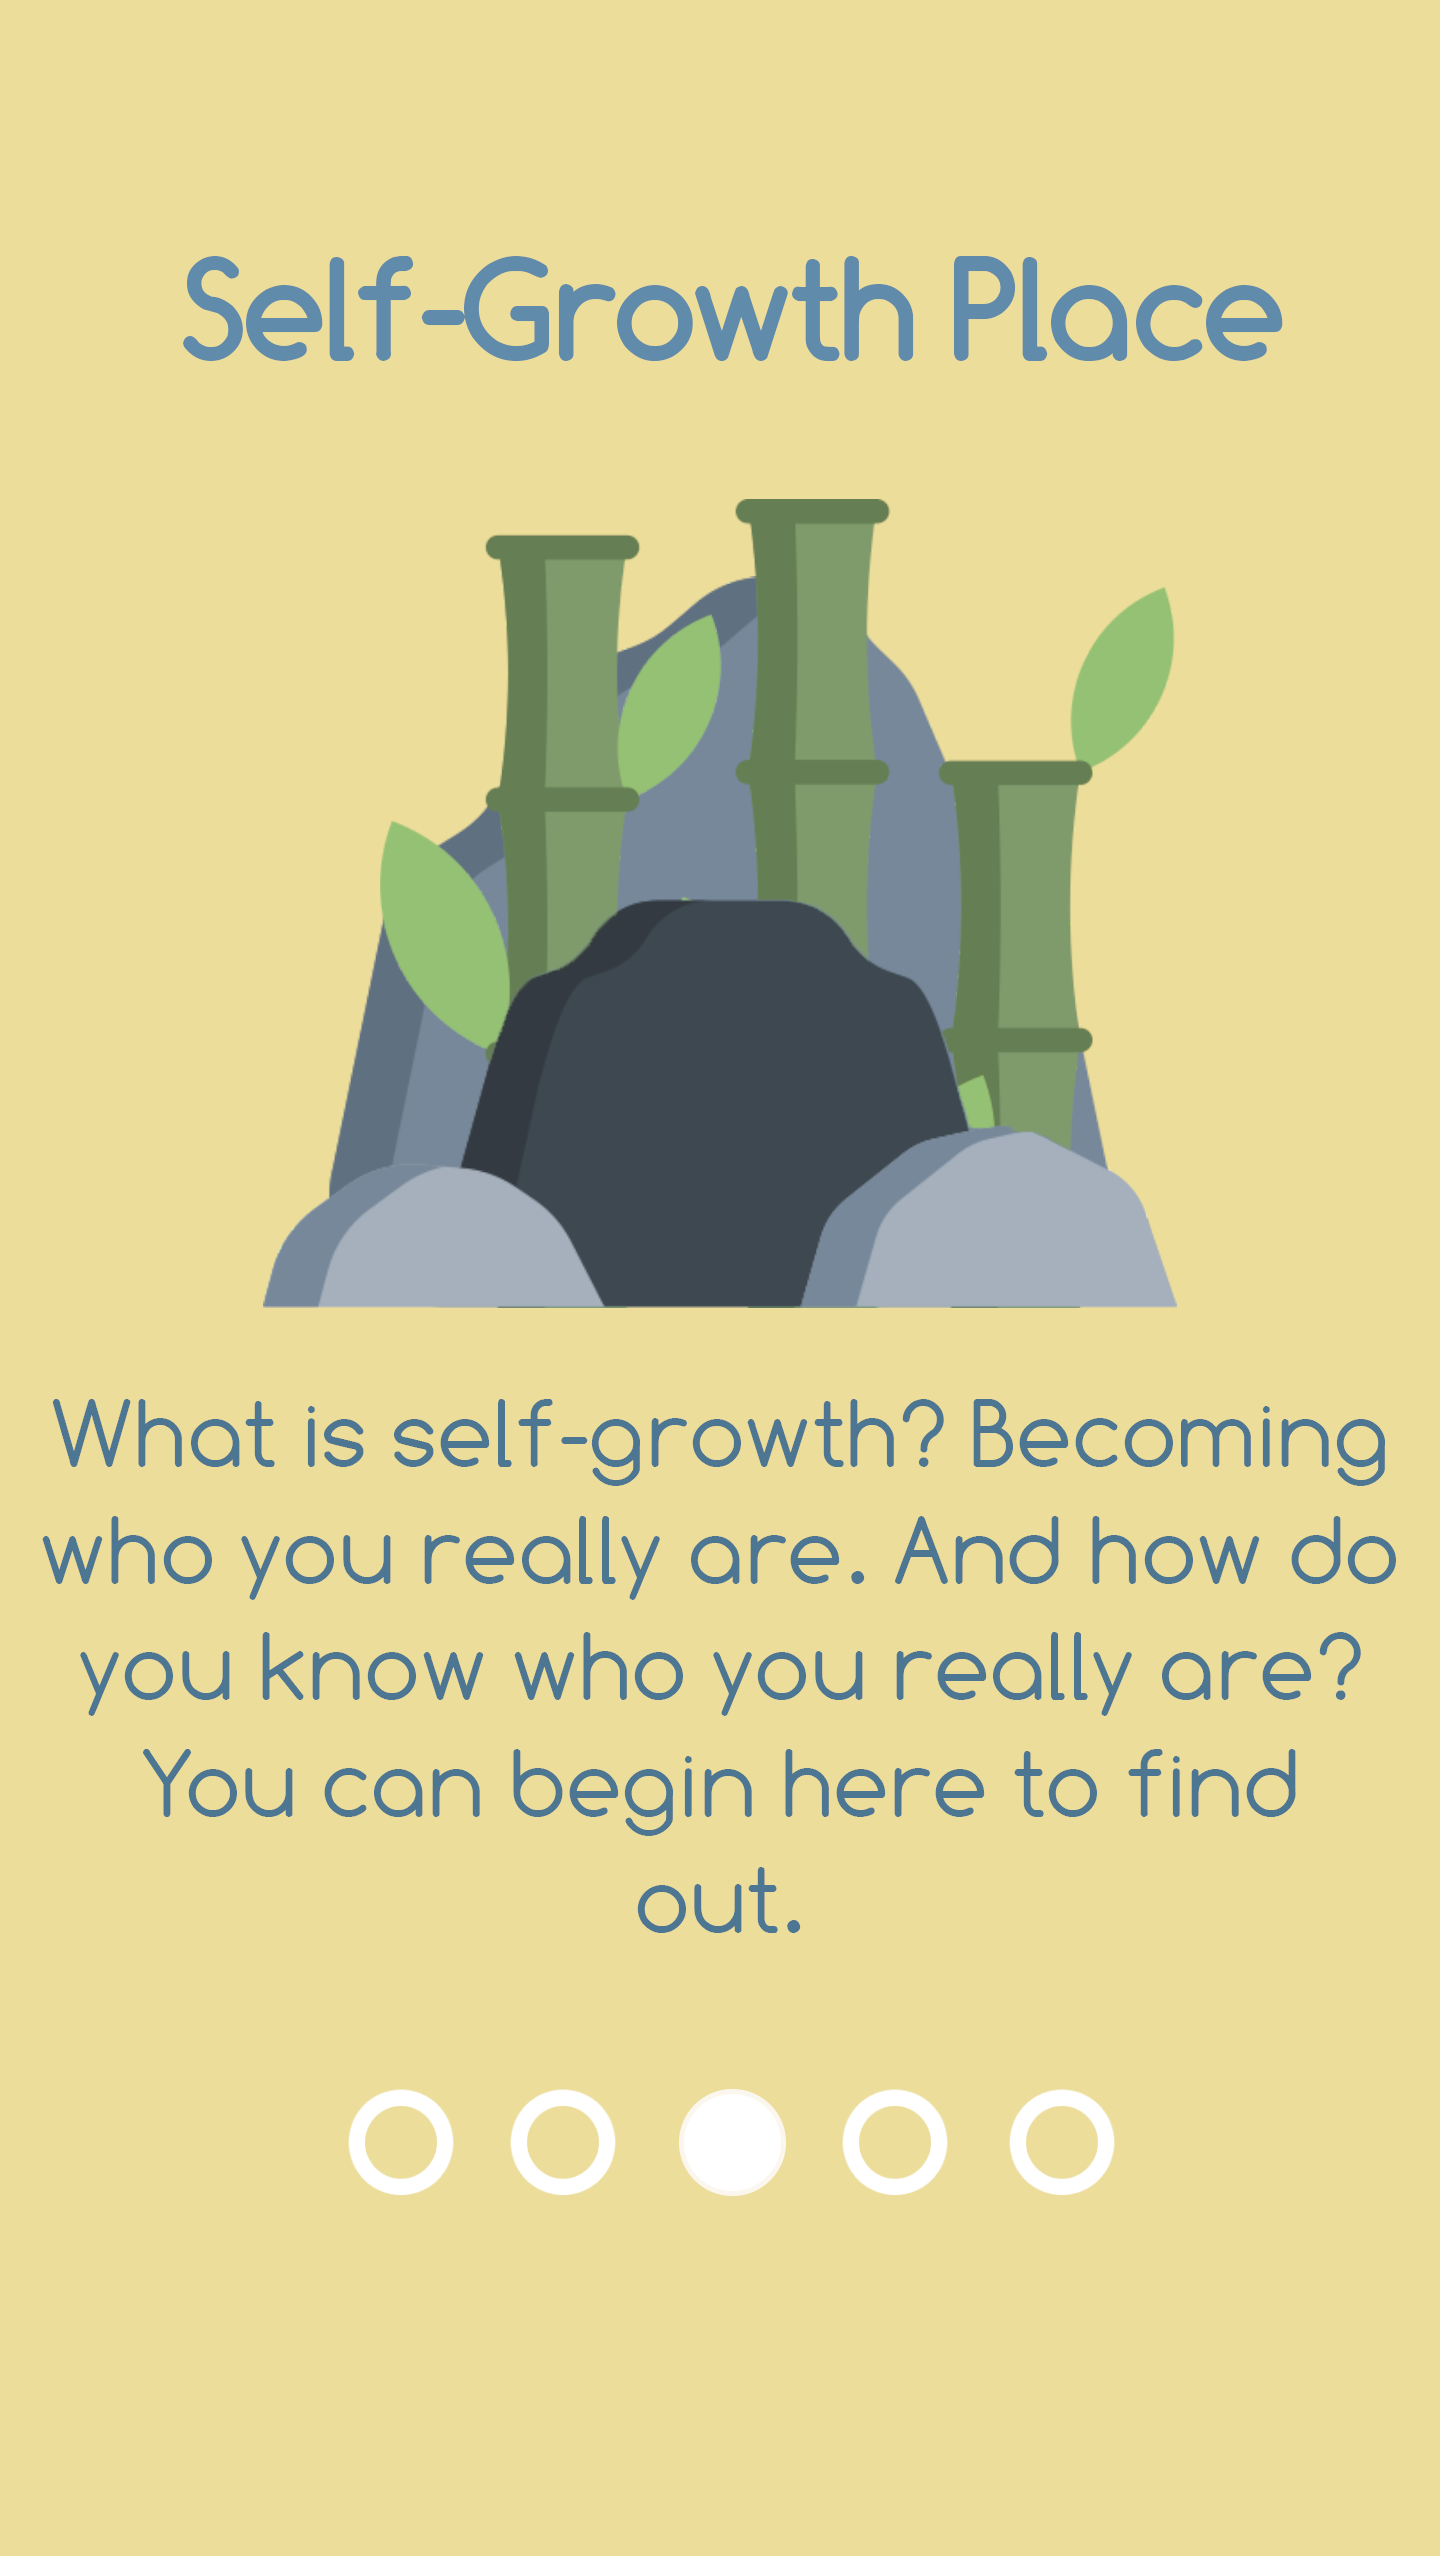 Self-Growth Place
What is self-growth? Becoming
who you really are. And how do
you know who you really are?
You can begin here to find
out.